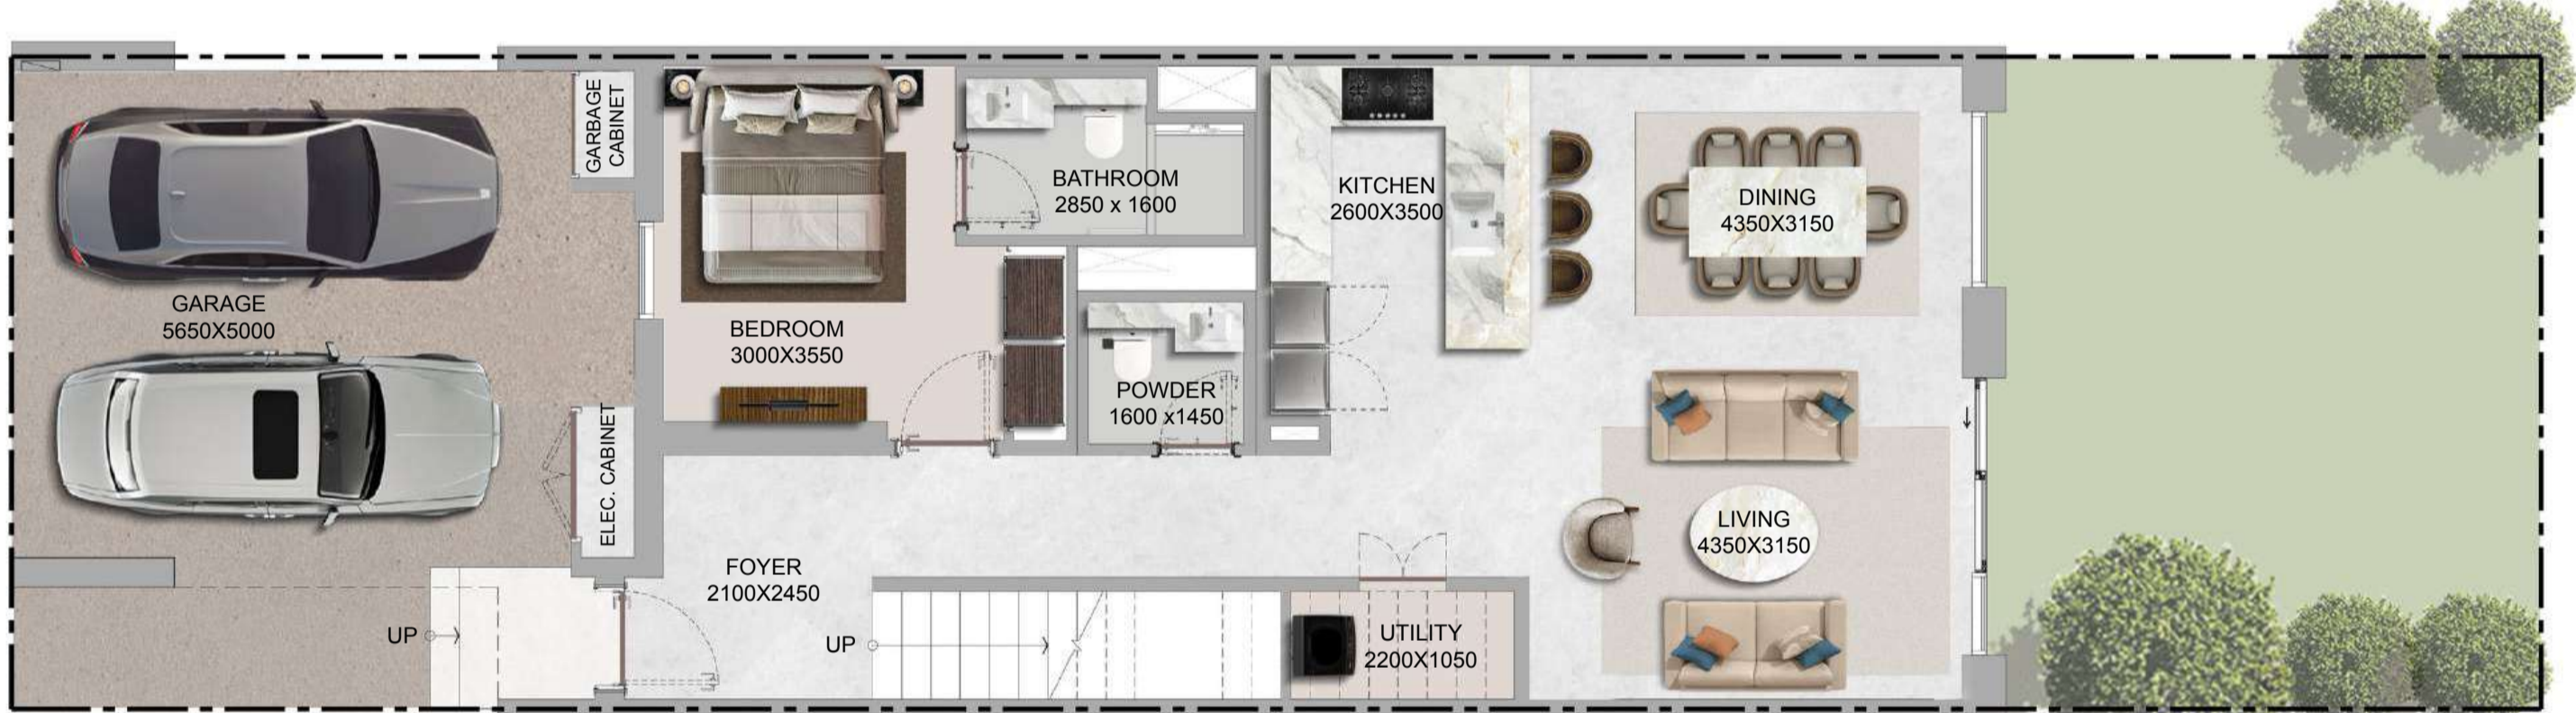 GARBAGE
CABINET
GARAGE
5650X5000
ELEC. CABINET
UP
BEDROOM
3000X3550
BATHROOM
2850 x 1600
POWDER
1600 x1450
KITCHEN
2600X3500
DINING
4350X3150
LIVING
4350X3150
FOYER
2100X2450
UP
UTILITY
2200X1050